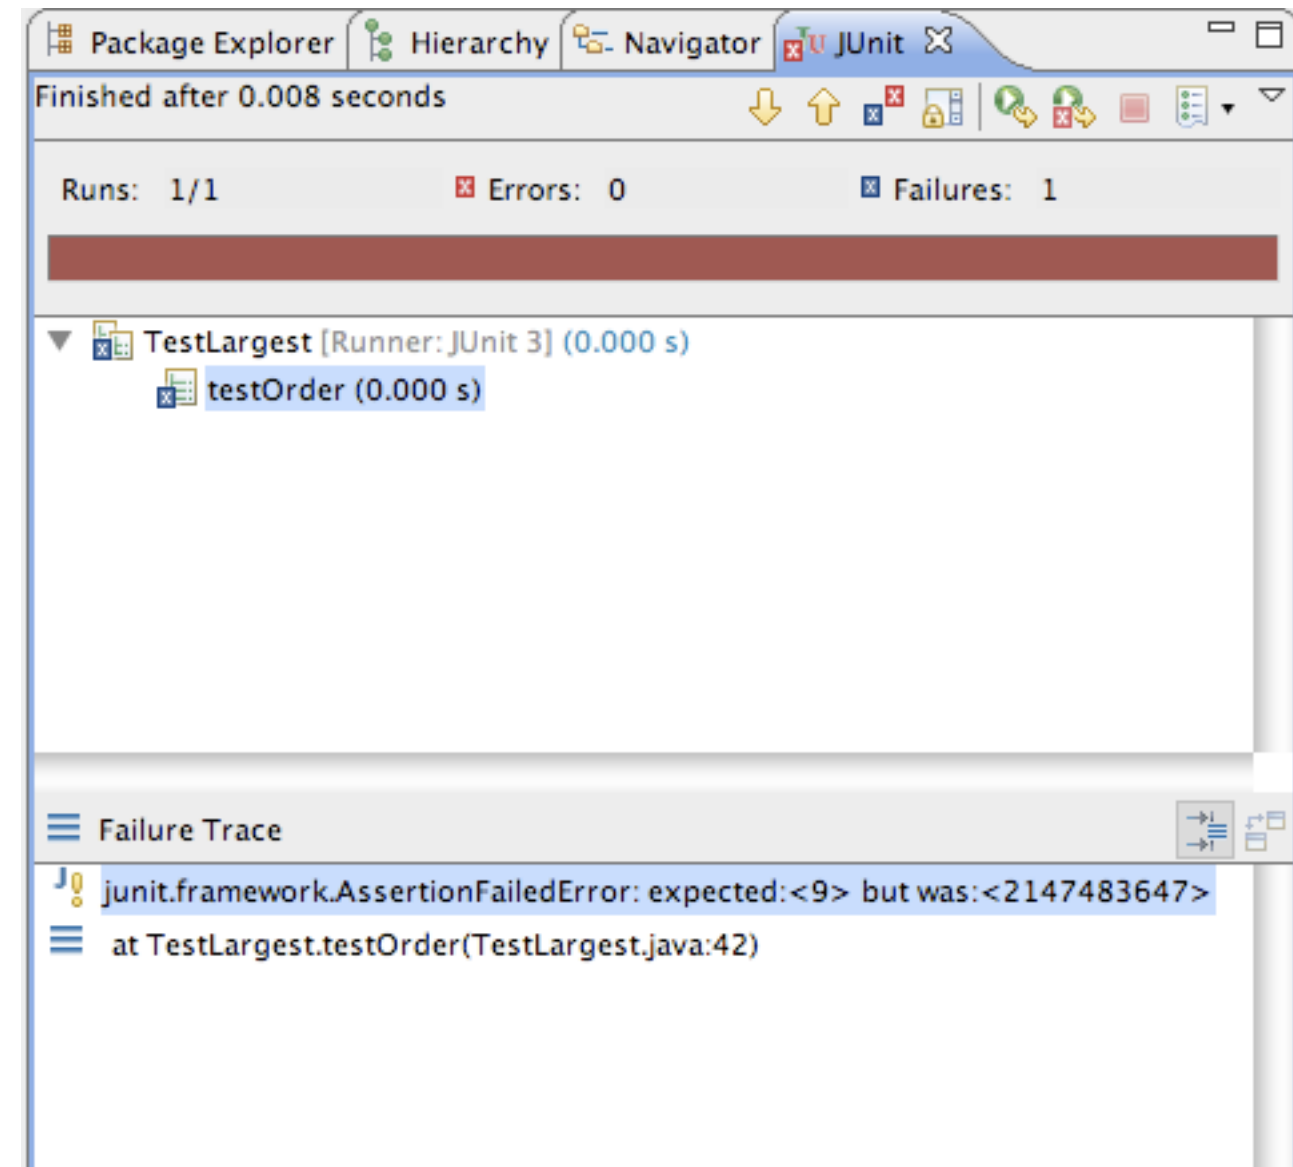 Package Explorer Hierarchy Navigator JUnit
Finished after 0.008 seconds
Runs: 1/1 Errors: 0 Failures: 1
TestLargest [Runner: JUnit 3] (0.000 s)
testOrder (0.000 s)
Failure Trace
junit.framework.AssertionFailedError: expected:<9> but was:<2147483647>
at TestLargest.testOrder(TestLargest.java:42)